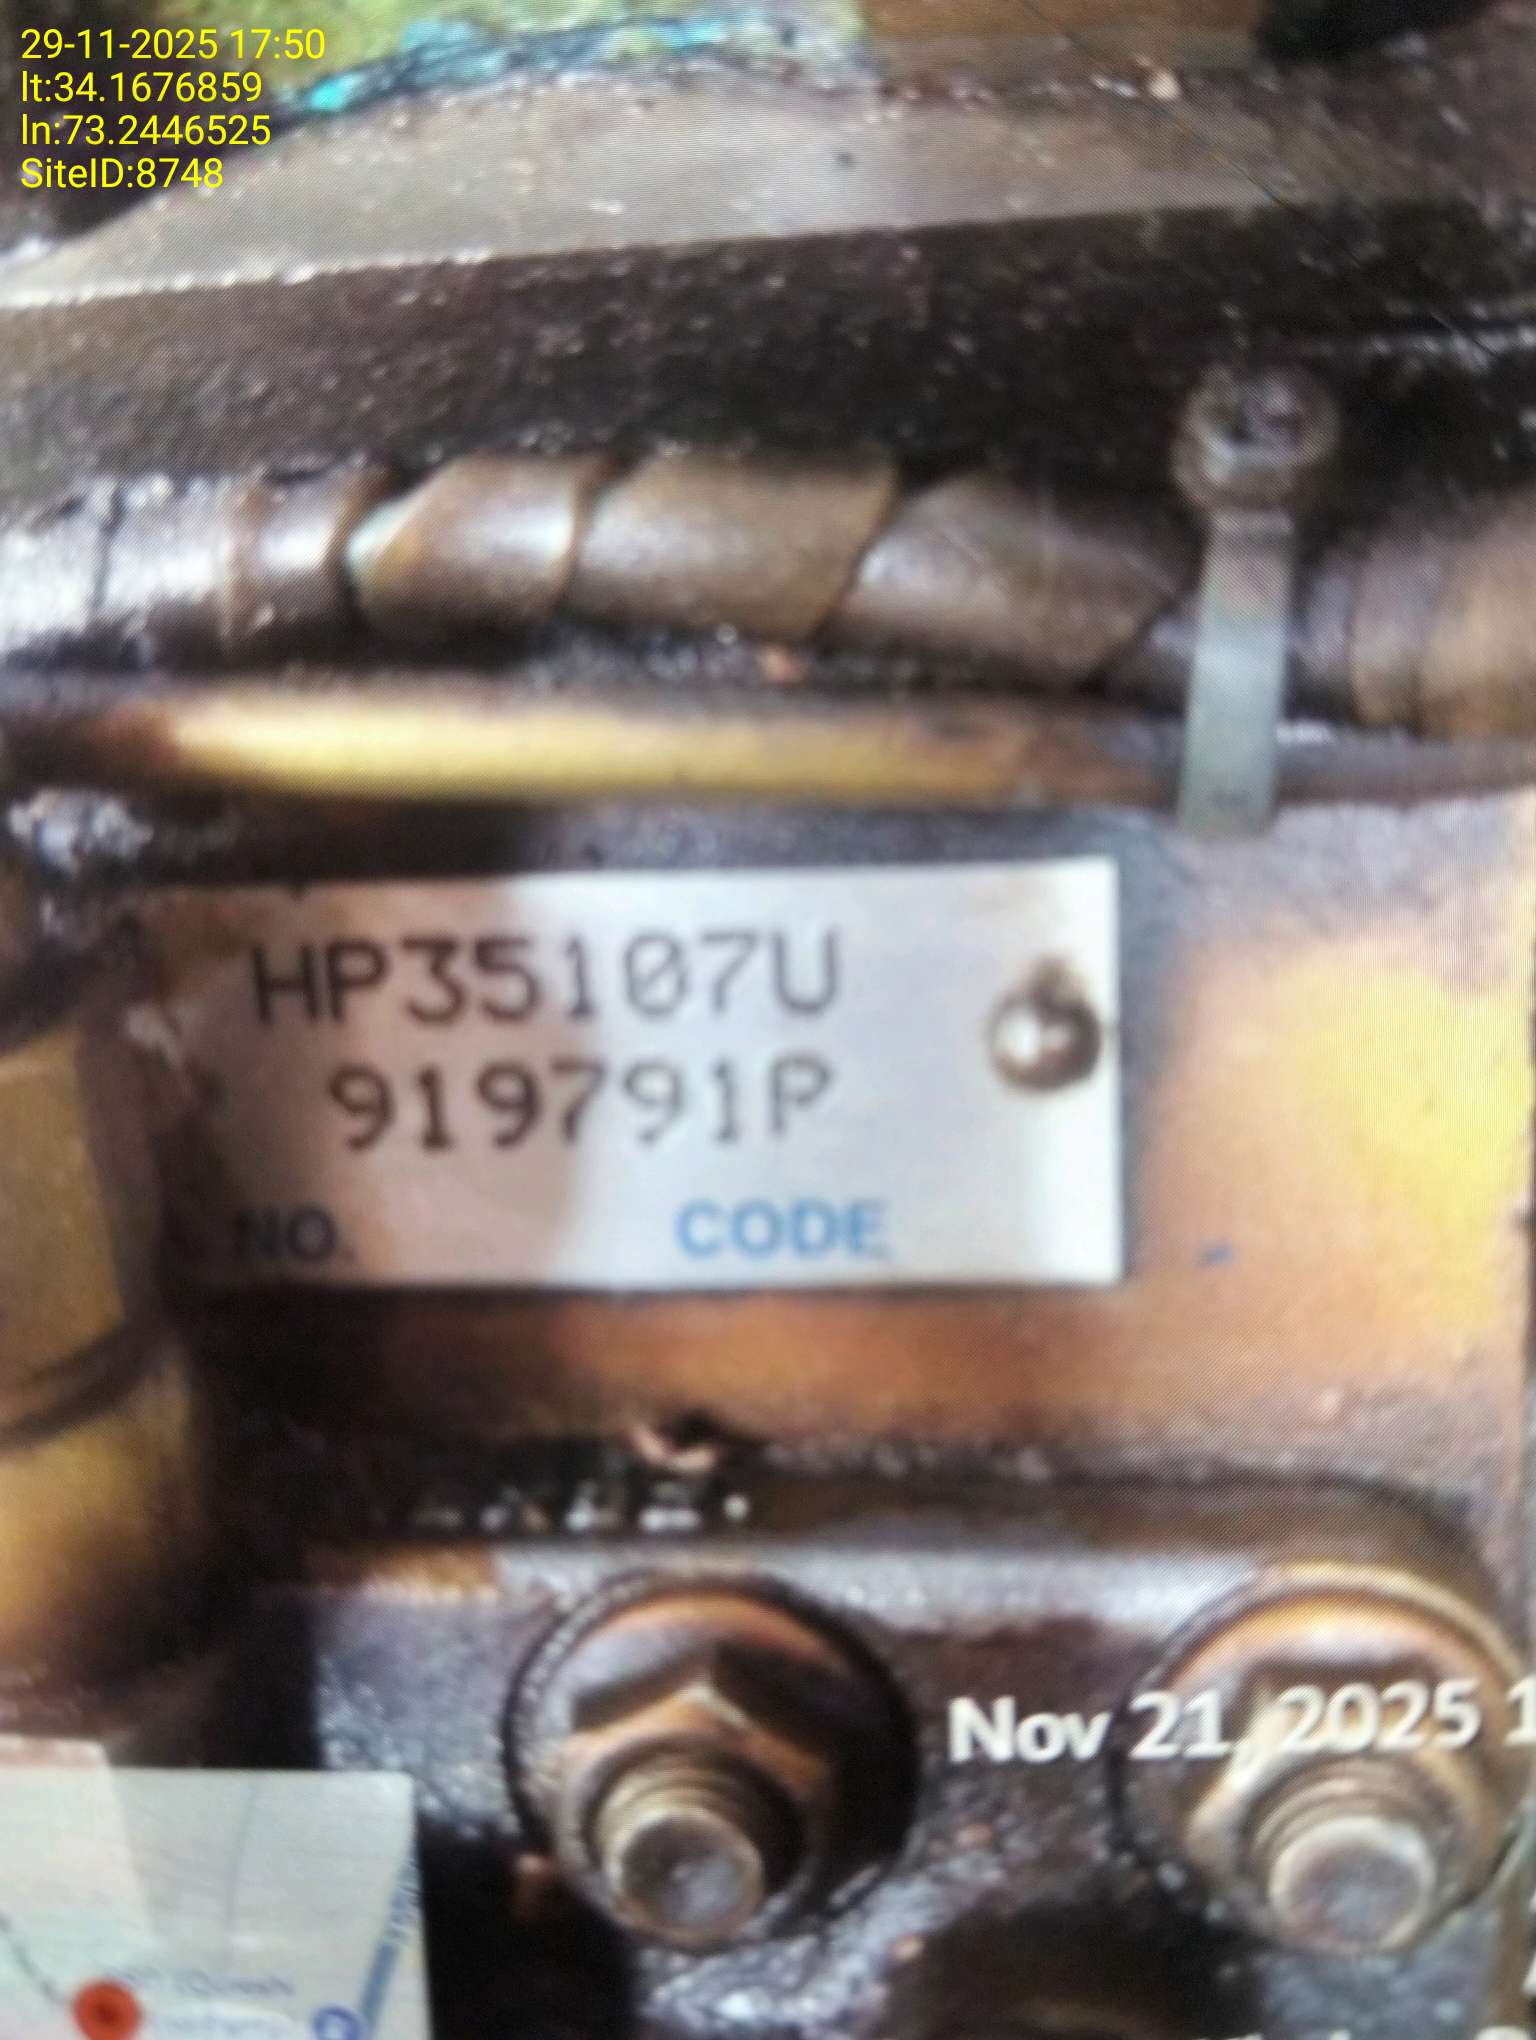 29-11-2025 17:50
lt:34.1676859
ln:73.2446525
SiteID:8748
HP35107U
919791P
NO. CODE
Nov 21, 2025 1